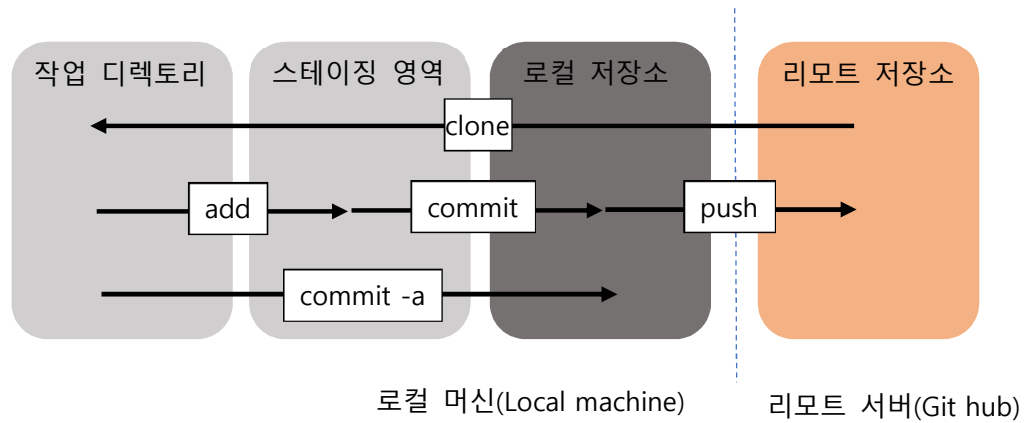 작업 디렉토리
스테이징 영역
로컬 저장소
리모트 저장소
clone
add
commit
push
commit -a
로컬 머신(Local machine)
리모트 서버(Git hub)